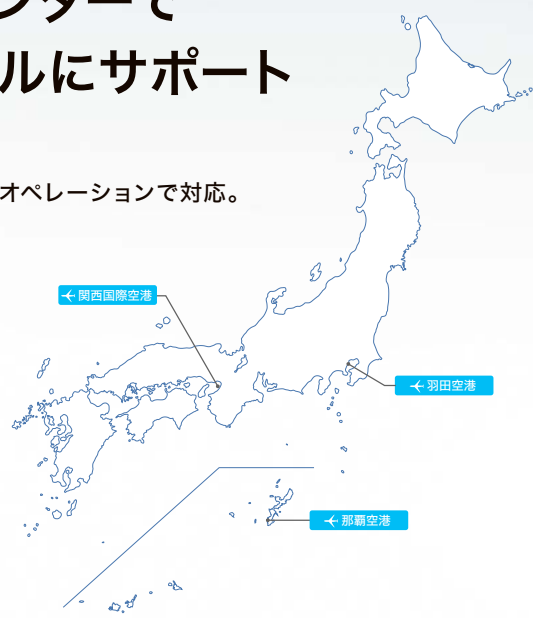 ンターで
ルにサポート
オペレーションで対応。
関西国際空港
羽田空港
那覇空港